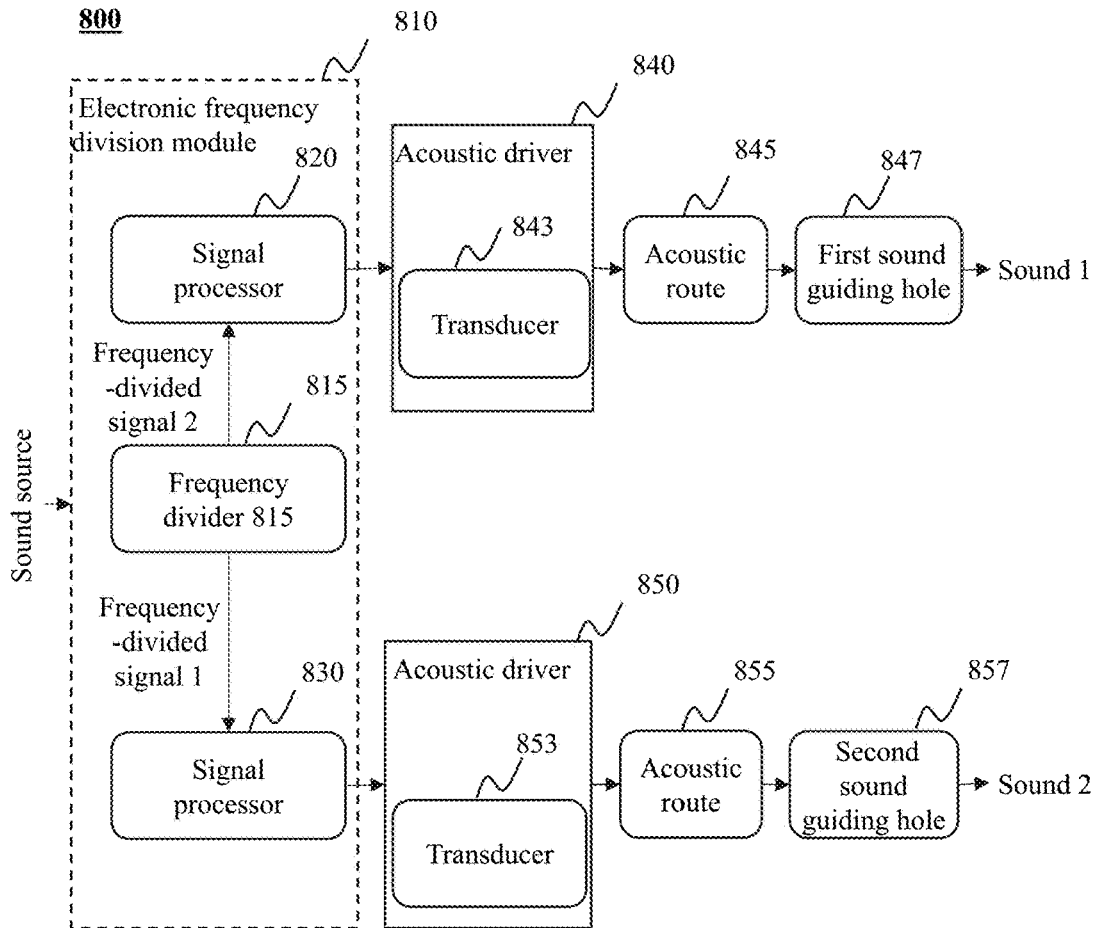 800
810
Electronic frequency
division module
820
Signal
processor
Frequency
-divided
signal 2
815
Frequency
divider 815
Sound source
Frequency
-divided
signal 1
830
Signal
processor
840
Acoustic driver
843
Transducer
845
Acoustic
route
847
First sound
guiding hole
Sound 1
850
Acoustic driver
853
Transducer
855
Acoustic
route
857
Second
sound
guiding hole
Sound 2